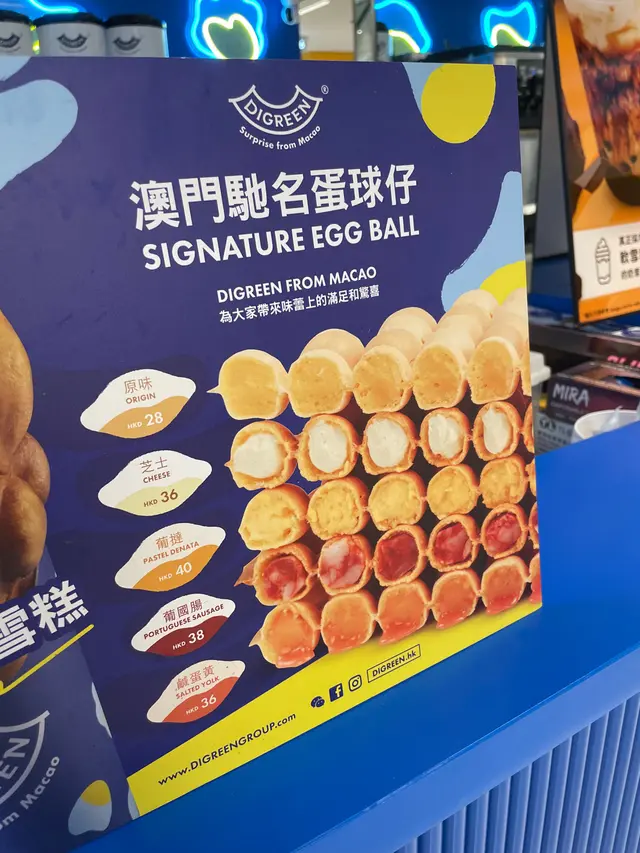 DIGREEN
®
Surprise from Macao
澳門馳名蛋球仔
SIGNATURE EGG BALL
DIGREEN FROM MACAO
為大家帶來味蕾上的滿足和驚喜
原味
ORIGIN
HKD 28
芝士
CHEESE
HKD 36
葡撻
PASTEL DENATA
HKD 40
葡國腸
PORTUGUESE SAUSAGE
HKD 38
鹹蛋黃
SALTED YOLK
HKD 36
DIGREEN.hk
www.DIGREENGROUP.com
雪糕
EEN
om Macao
MIRA